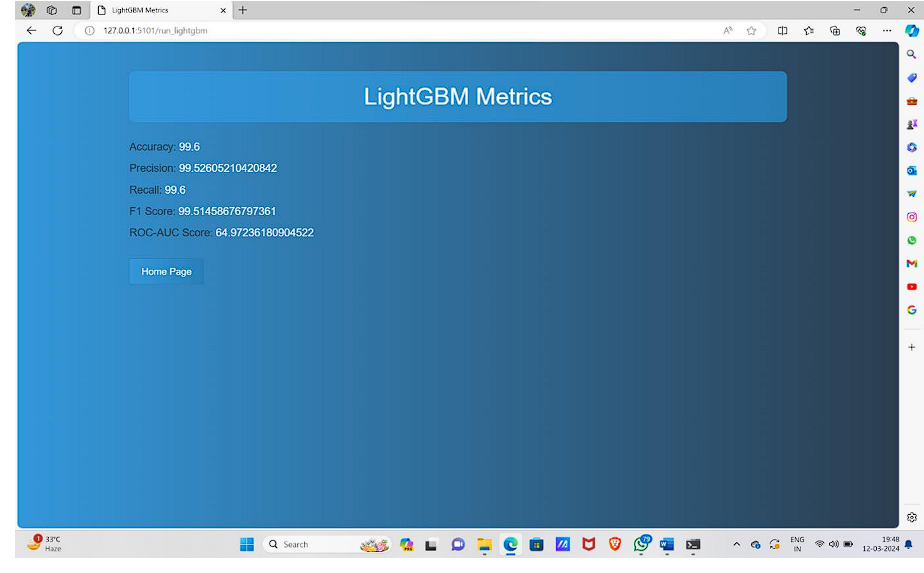 LightGBM Metrics
127.0.0.1:5101/run_lightgbm
LightGBM Metrics
Accuracy: 99.6
Precision: 99.52605210420842
Recall: 99.6
F1 Score: 99.51458676797361
ROC-AUC Score: 64.97236180904522
Home Page
1
33°C
Haze
Search
79
ENG
IN
19:48
12-03-2024